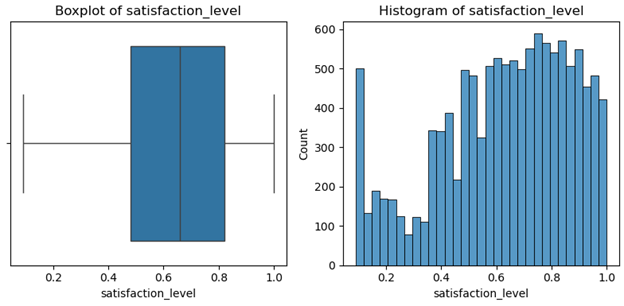 Boxplot of satisfaction_level
0.2 0.4 0.6 0.8 1.0
satisfaction_level
Histogram of satisfaction_level
600
500
400
300
200
100
0
Count
0.2 0.4 0.6 0.8 1.0
satisfaction_level